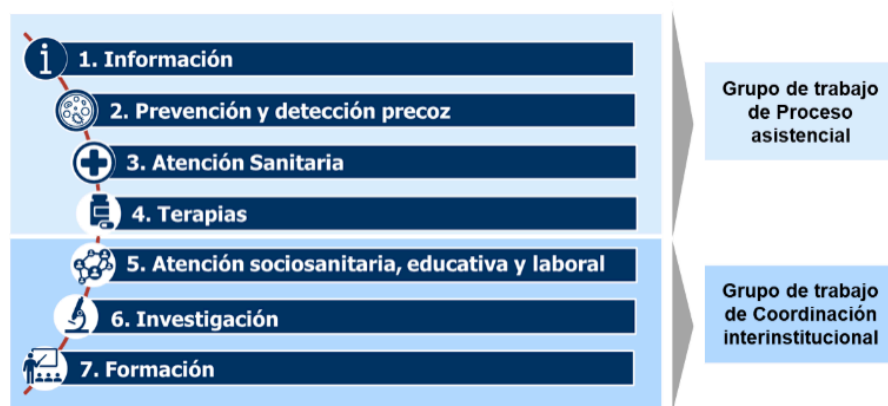 1. Información
2. Prevención y detección precoz
3. Atención Sanitaria
4. Terapias
Grupo de trabajo
de Proceso
asistencial
5. Atención sociosanitaria, educativa y laboral
6. Investigación
7. Formación
Grupo de trabajo
de Coordinación
interinstitucional